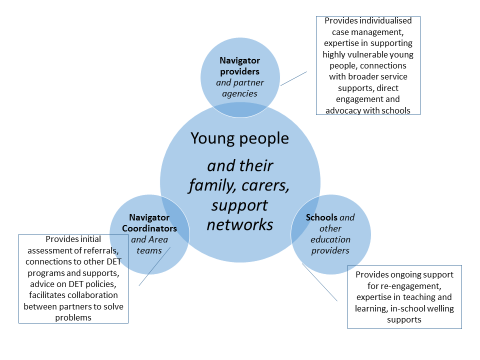 Provides individualised
case management,
expertise in supporting
highly vulnerable young
people, connections
with broader service
supports, direct
engagement and
advocacy with schools
Navigator
providers
and partner
agencies
Young people
and their
family, carers,
support
networks
Navigator
Coordinators
and Area
teams
Schools and
other
education
providers
Provides initial
assessment of referrals,
connections to other DET
programs and supports,
advice on DET policies,
facilitates collaboration
between partners to solve
problems
Provides ongoing support
for re-engagement,
expertise in teaching and
learning, in-school welling
supports